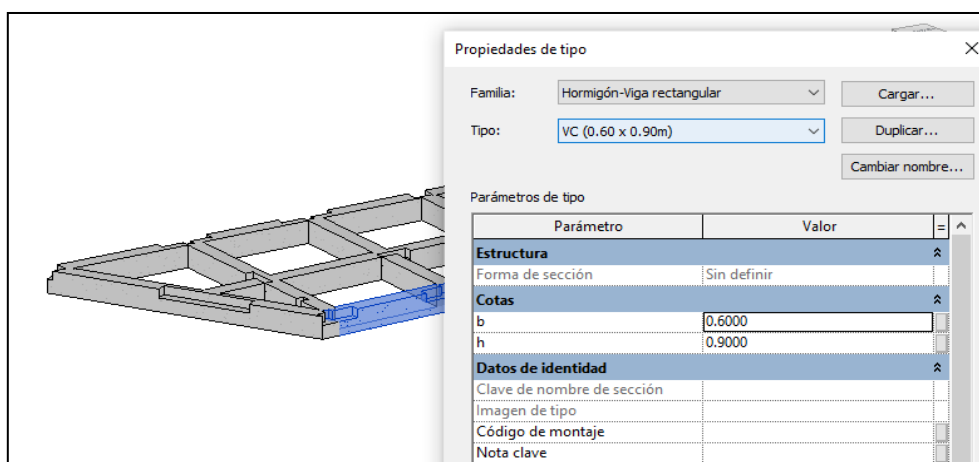 Propiedades de tipo
Familia: Hormigón-Viga rectangular Cargar...
Tipo: VC (0.60 x 0.90m) Duplicar...
Cambiar nombre...
Parámetros de tipo
Parámetro Valor =
Estructura
Forma de sección Sin definir
Cotas
b 0.6000
h 0.9000
Datos de identidad
Clave de nombre de sección
Imagen de tipo
Código de montaje
Nota clave